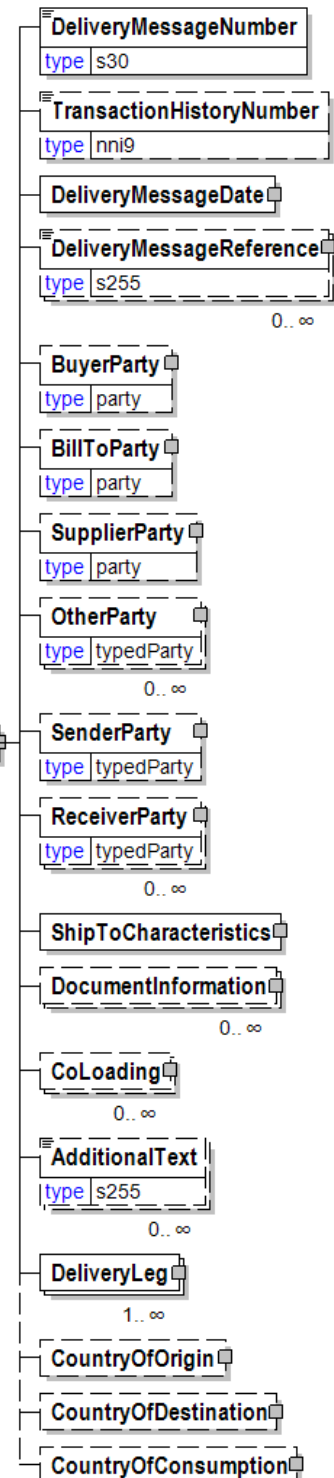 DeliveryMessageNumber
type s30
TransactionHistoryNumber
type nni9
DeliveryMessageDate
DeliveryMessageReference
type s255
0.. ∞
BuyerParty
type party
BillToParty
type party
SupplierParty
type party
OtherParty
type typedParty
0.. ∞
SenderParty
type typedParty
ReceiverParty
type typedParty
0.. ∞
ShipToCharacteristics
DocumentInformation
0.. ∞
CoLoading
0.. ∞
AdditionalText
type s255
0.. ∞
DeliveryLeg
1.. ∞
CountryOfOrigin
CountryOfDestination
CountryOfConsumption